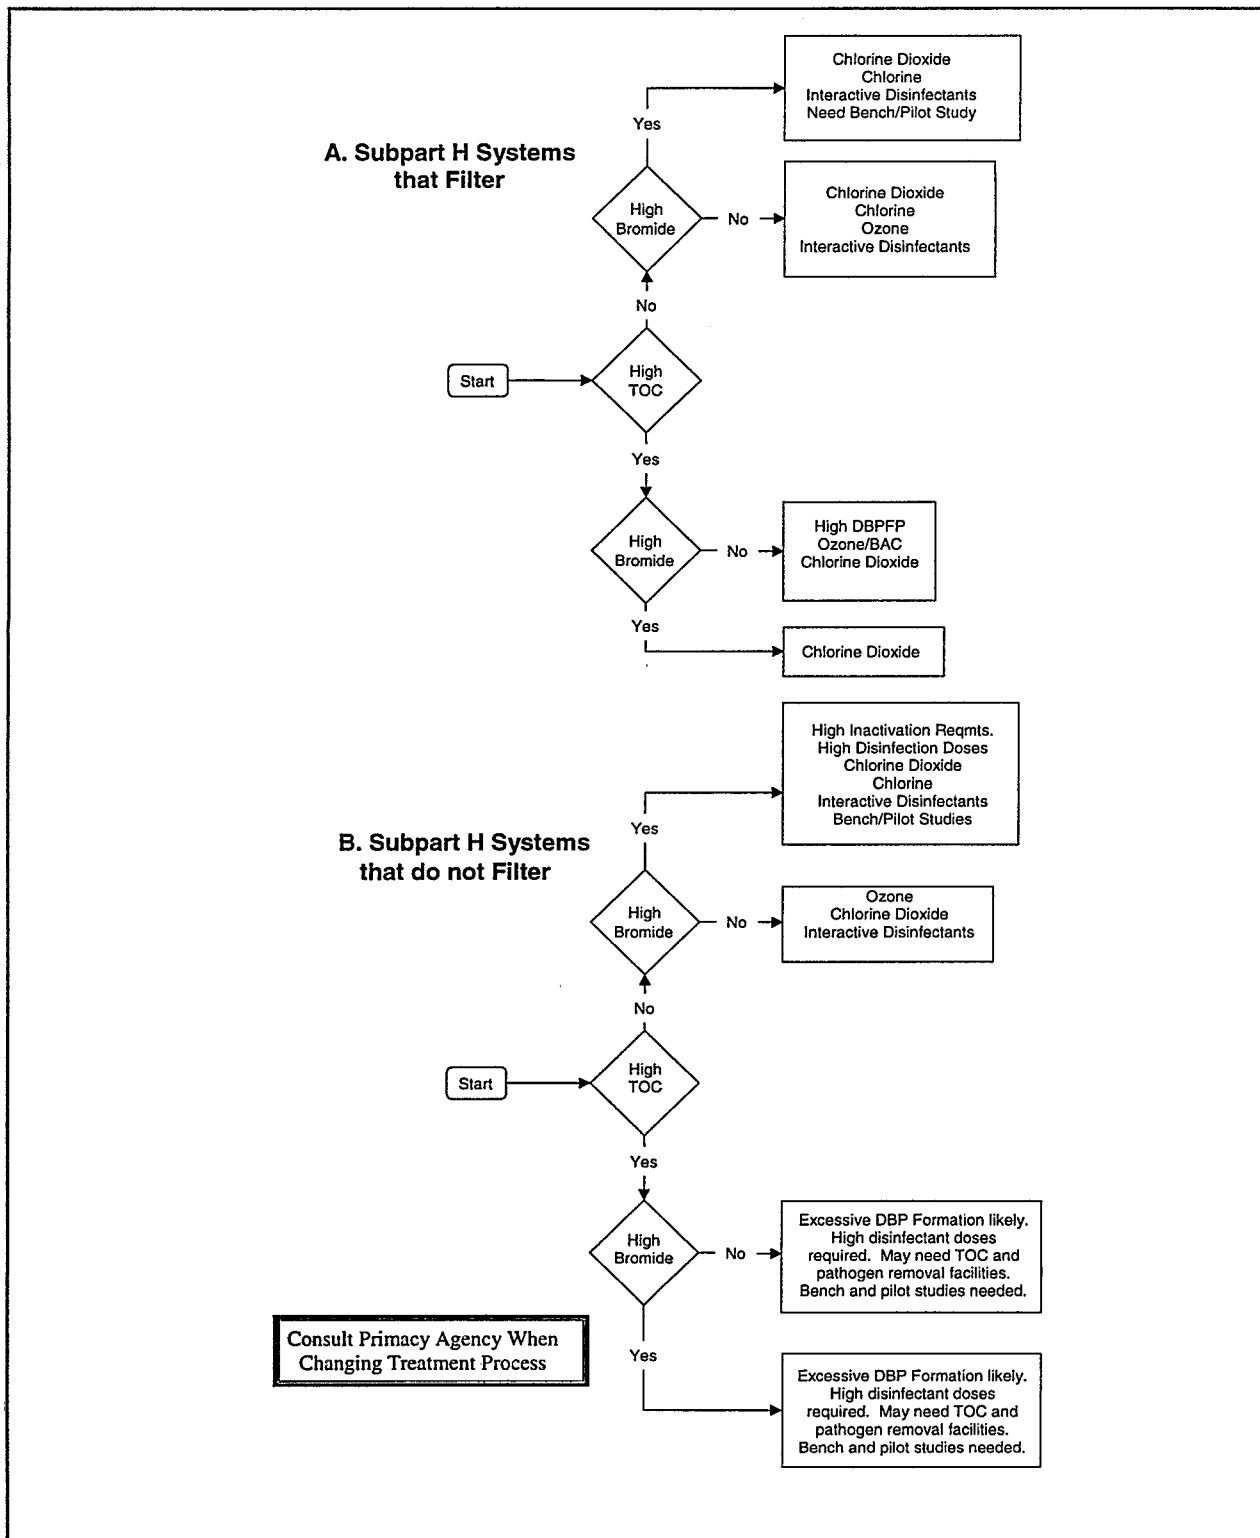 Chlorine Dioxide
Chlorine
Interactive Disinfectants
Need Bench/Pilot Study
Yes
A. Subpart H Systems
that Filter
High
Bromide
No
Chlorine Dioxide
Chlorine
Ozone
Interactive Disinfectants
No
Start
High
TOC
Yes
High
Bromide
No
High DBPFP
Ozone/BAC
Chlorine Dioxide
Yes
Chlorine Dioxide
High Inactivation Reqmts.
High Disinfection Doses
Chlorine Dioxide
Chlorine
Interactive Disinfectants
Bench/Pilot Studies
Yes
B. Subpart H Systems
that do not Filter
High
Bromide
No
Ozone
Chlorine Dioxide
Interactive Disinfectants
No
Start
High
TOC
Yes
High
Bromide
No
Excessive DBP Formation likely.
High disinfectant doses
required. May need TOC and
pathogen removal facilities.
Bench and pilot studies needed.
Consult Primacy Agency When
Changing Treatment Process
Yes
Excessive DBP Formation likely.
High disinfectant doses
required. May need TOC and
pathogen removal facilities.
Bench and pilot studies needed.